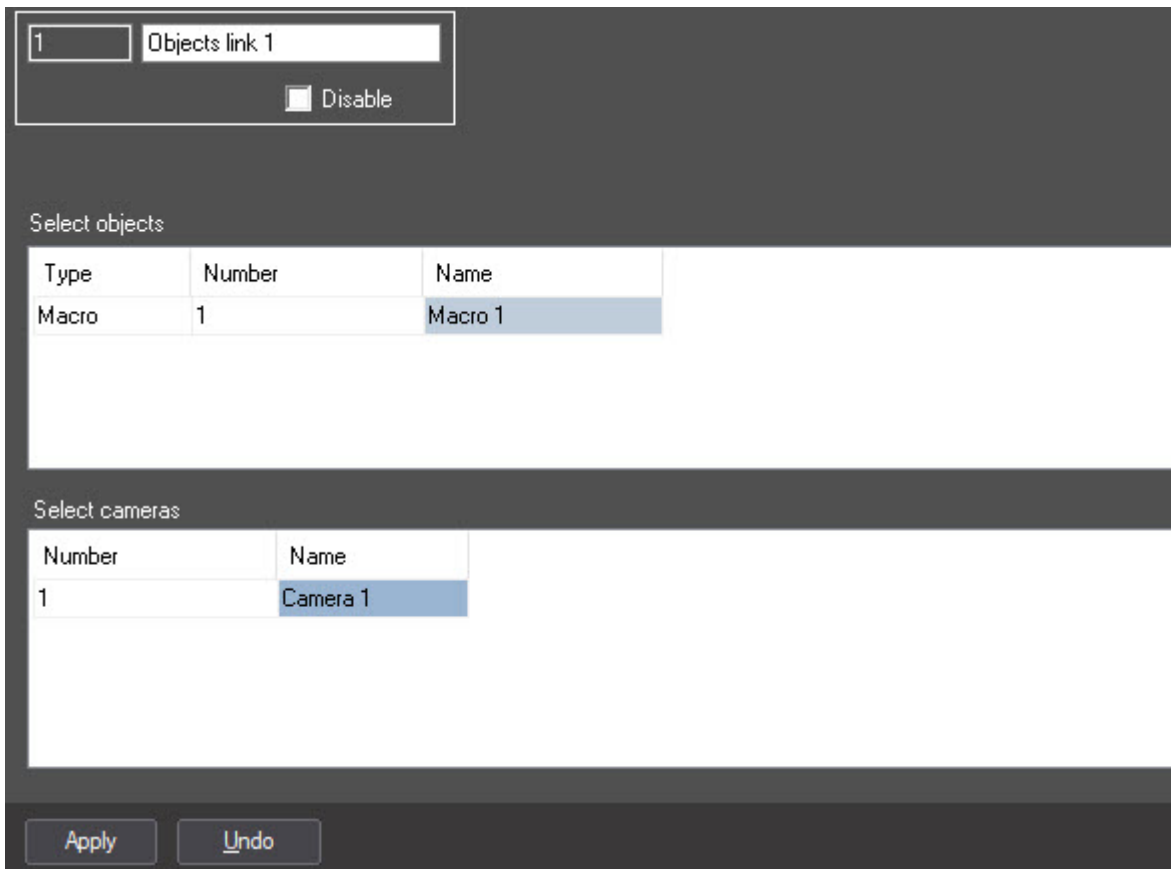 1 Objects link 1
Disable
Select objects
Type Number Name
Macro 1 Macro 1
Select cameras
Number Name
1 Camera 1
Apply Undo